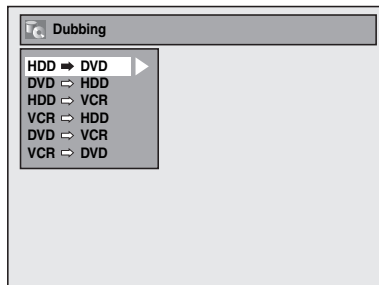 Dubbing
HDD ➡ DVD
DVD ⇨ HDD
HDD ⇨ VCR
VCR ⇨ HDD
DVD ⇨ VCR
VCR ⇨ DVD